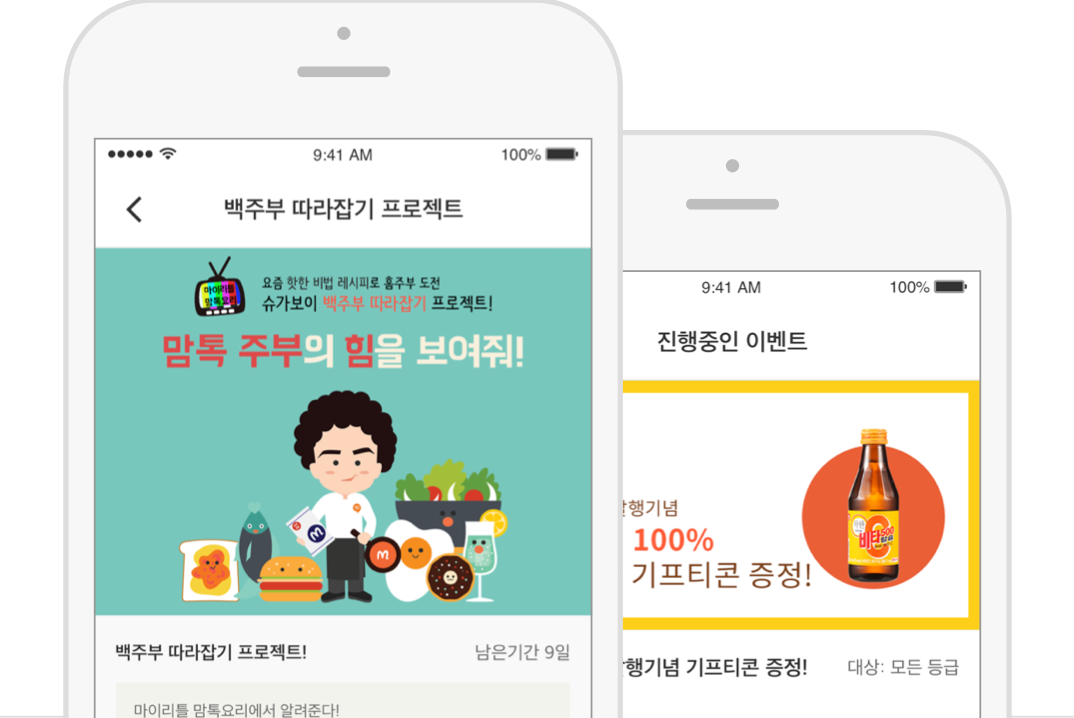 9:41 AM
100%
백주부 따라잡기 프로젝트
마이리틀
맘톡요리
요즘 핫한 비법 레시피로 홈주부 도전
슈가보이 백주부 따라잡기 프로젝트!
맘톡 주부의 힘을 보여줘!
백주부 따라잡기 프로젝트!
남은기간 9일
마이리틀 맘톡요리에서 알려준다!
9:41 AM
100%
진행중인 이벤트
발행기념
100%
기프티콘 증정!
비타500
발행기념 기프티콘 증정!
대상: 모든 등급